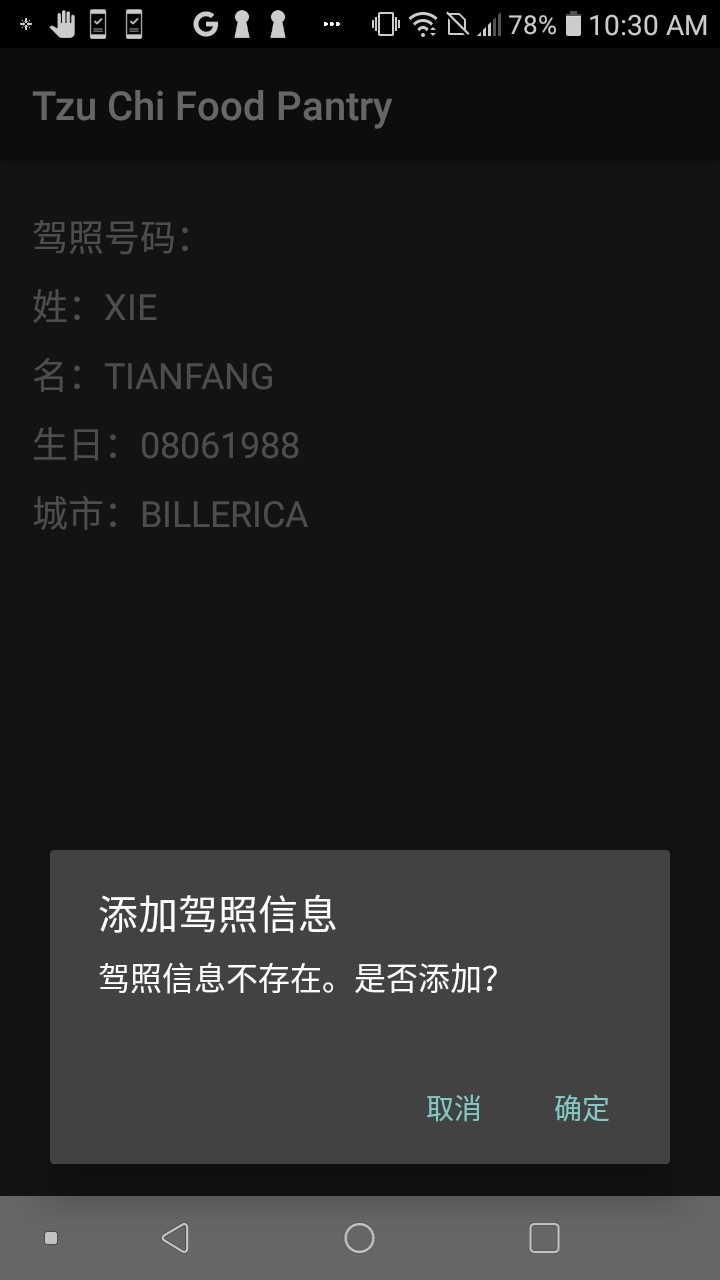 78% 10:30 AM
Tzu Chi Food Pantry
驾照号码：
姓：XIE
名：TIANFANG
生日：08061988
城市：BILLERICA
添加驾照信息
驾照信息不存在。是否添加?
取消 确定